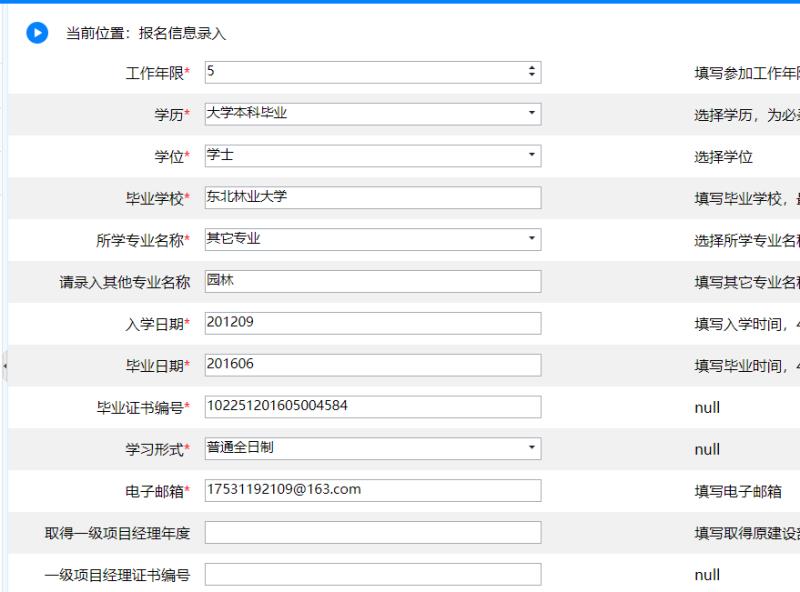 当前位置：报名信息录入
工作年限* 5 填写参加工作年限
学历* 大学本科毕业 选择学历，为必
学位* 学士 选择学位
毕业学校* 东北林业大学 填写毕业学校，
所学专业名称* 其它专业 选择所学专业名称
请录入其他专业名称 园林 填写其它专业名称
入学日期* 201209 填写入学时间，4
毕业日期* 201606 填写毕业时间，4
毕业证书编号* 102251201605004584 null
学习形式* 普通全日制 null
电子邮箱* 17531192109@163.com 填写电子邮箱
取得一级项目经理年度 填写取得原建设部
一级项目经理证书编号 null